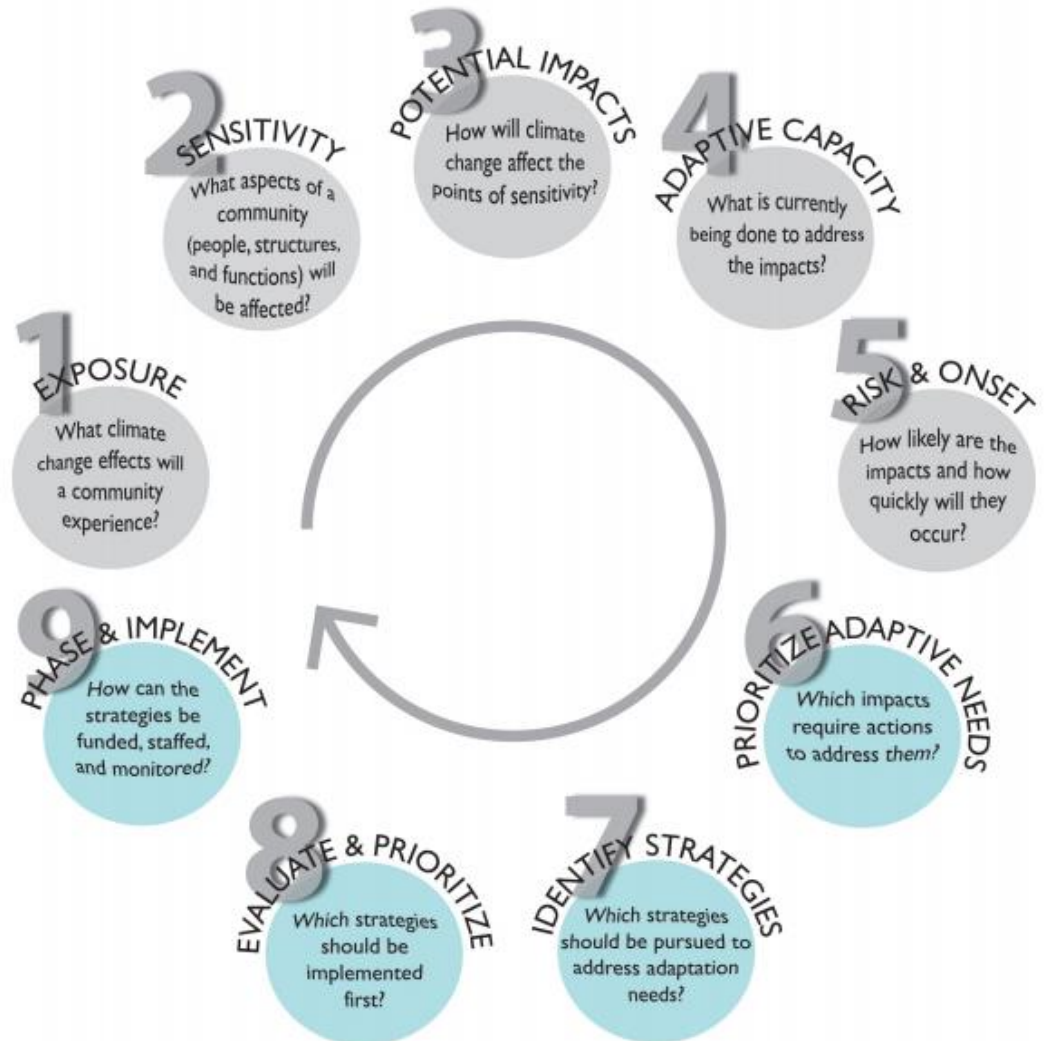 1
EXPOSURE
What climate
change effects will
a community
experience?
2
SENSITIVITY
What aspects of a
community
(people, structures,
and functions) will
be affected?
3
POTENTIAL IMPACTS
How will climate
change affect the
points of sensitivity?
4
ADAPTIVE CAPACITY
What is currently
being done to address
the impacts?
5
RISK & ONSET
How likely are the
impacts and how
quickly will they
occur?
6
PRIORITIZE ADAPTIVE NEEDS
Which impacts
require actions
to address them?
7
IDENTIFY STRATEGIES
Which strategies
should be pursued to
address adaptation
needs?
8
EVALUATE & PRIORITIZE
Which strategies
should be
implemented
first?
9
PHASE & IMPLEMENT
How can the
strategies be
funded, staffed,
and monitored?